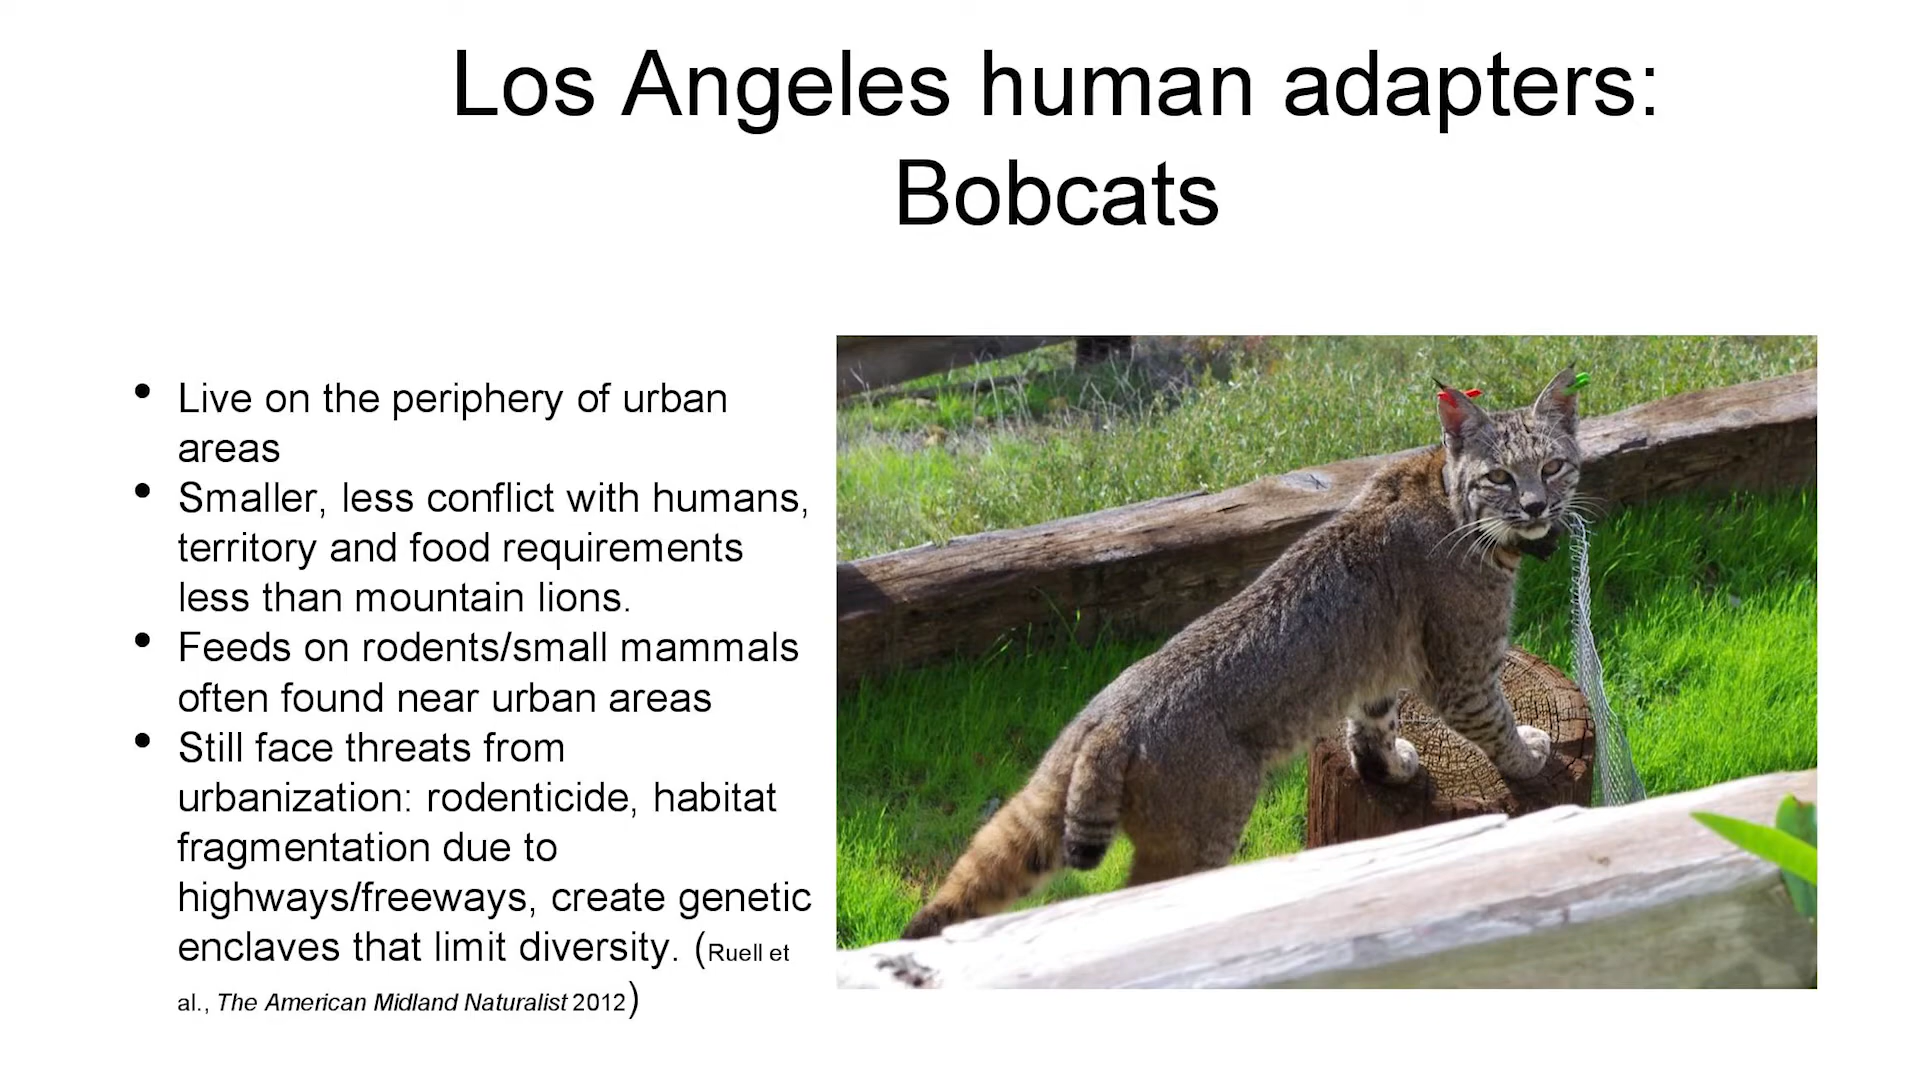 Los Angeles human adapters:
Bobcats
• Live on the periphery of urban
areas
• Smaller, less conflict with humans,
territory and food requirements
less than mountain lions.
• Feeds on rodents/small mammals
often found near urban areas
• Still face threats from
urbanization: rodenticide, habitat
fragmentation due to
highways/freeways, create genetic
enclaves that limit diversity. (Ruell et
al., The American Midland Naturalist 2012)